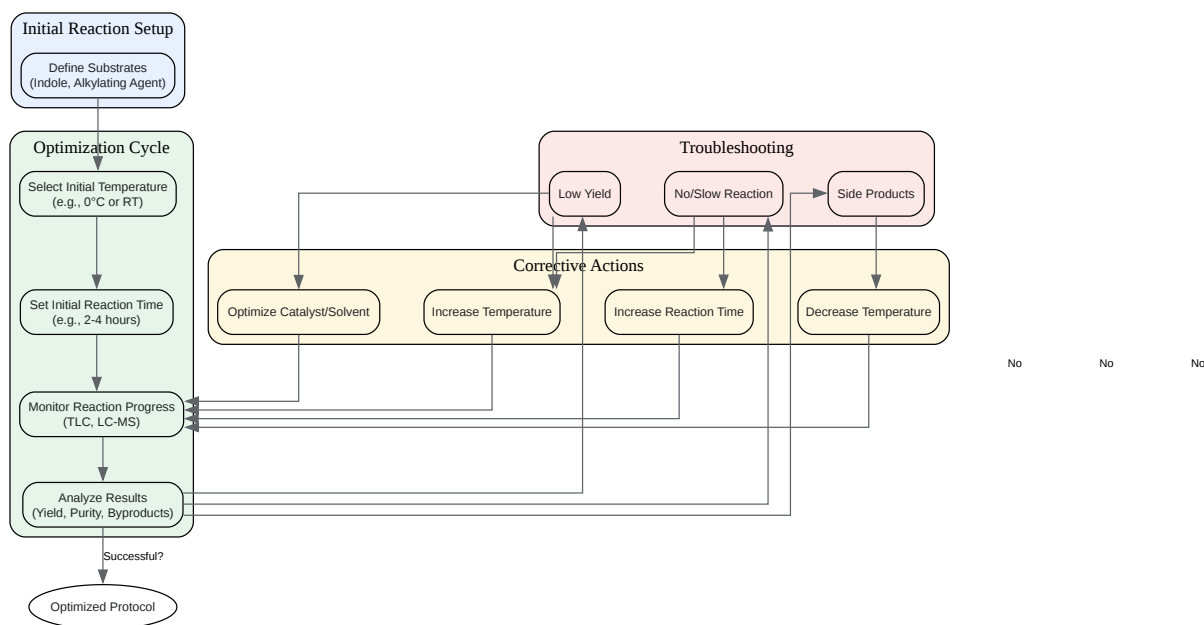 Initial Reaction Setup
Define Substrates
(Indole, Alkylating Agent)
Optimization Cycle
Select Initial Temperature
(e.g., 0°C or RT)
Set Initial Reaction Time
(e.g., 2-4 hours)
Monitor Reaction Progress
(TLC, LC-MS)
Analyze Results
(Yield, Purity, Byproducts)
Successful?
Optimized Protocol
Troubleshooting
Low Yield
No/Slow Reaction
Side Products
Corrective Actions
Optimize Catalyst/Solvent
Increase Temperature
Increase Reaction Time
Decrease Temperature
No
No
No